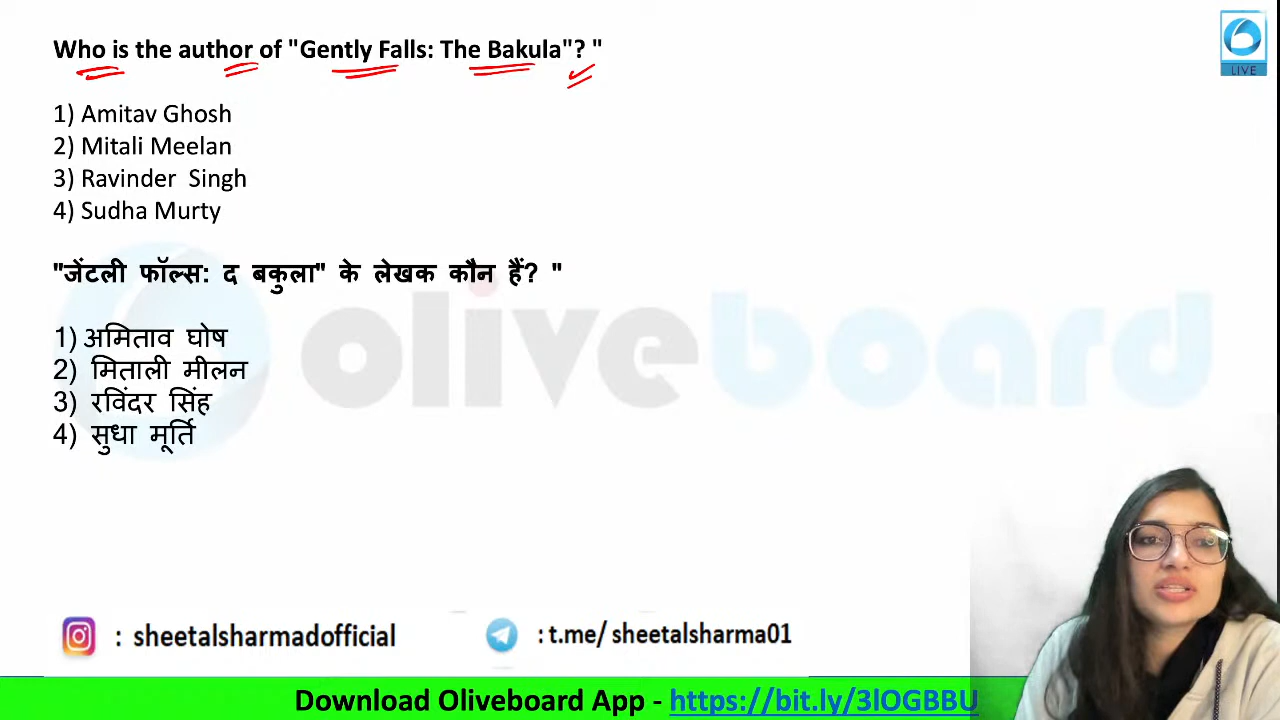 Who is the author of "Gently Falls: The Bakula"? "
LIVE
1) Amitav Ghosh
2) Mitali Meelan
3) Ravinder  Singh
4) Sudha Murty
"जेंटली फॉल्स: द बकुला" के लेखक कौन हैं? "
oliveboard
1) अमिताव घोष
2) मिताली मीलन
3) रविंदर सिंह
4) सुधा मूर्ति
: sheetalsharmadofficial
: t.me/ sheetalsharma01
Download Oliveboard App - https://bit.ly/3lOGBBU